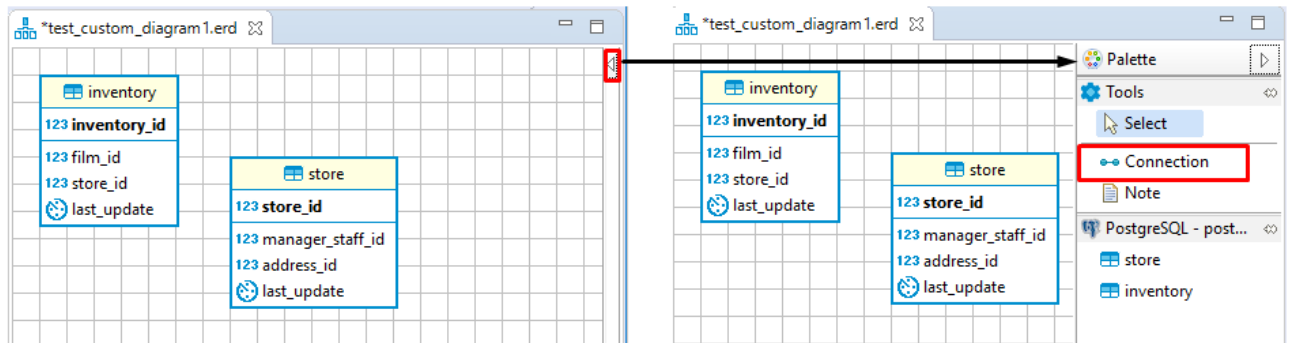 *test_custom_diagram1.erd
inventory
123 inventory_id
123 film_id
123 store_id
last_update
store
123 store_id
123 manager_staff_id
123 address_id
last_update
*test_custom_diagram1.erd
inventory
123 inventory_id
123 film_id
123 store_id
last_update
store
123 store_id
123 manager_staff_id
123 address_id
last_update
Palette
Tools
Select
Connection
Note
PostgreSQL - post...
store
inventory